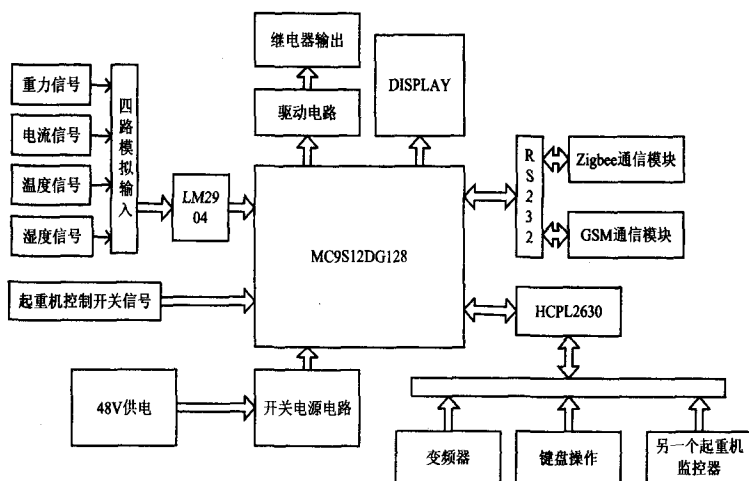 继电器输出
驱动电路
DISPLAY
重力信号
电流信号
温度信号
湿度信号
四路模拟输入
LM29
04
MC9S12DG128
RS232
Zigbee通信模块
GSM通信模块
起重机控制开关信号
HCPL2630
48V供电
开关电源电路
变频器
键盘操作
另一个起重机
监控器